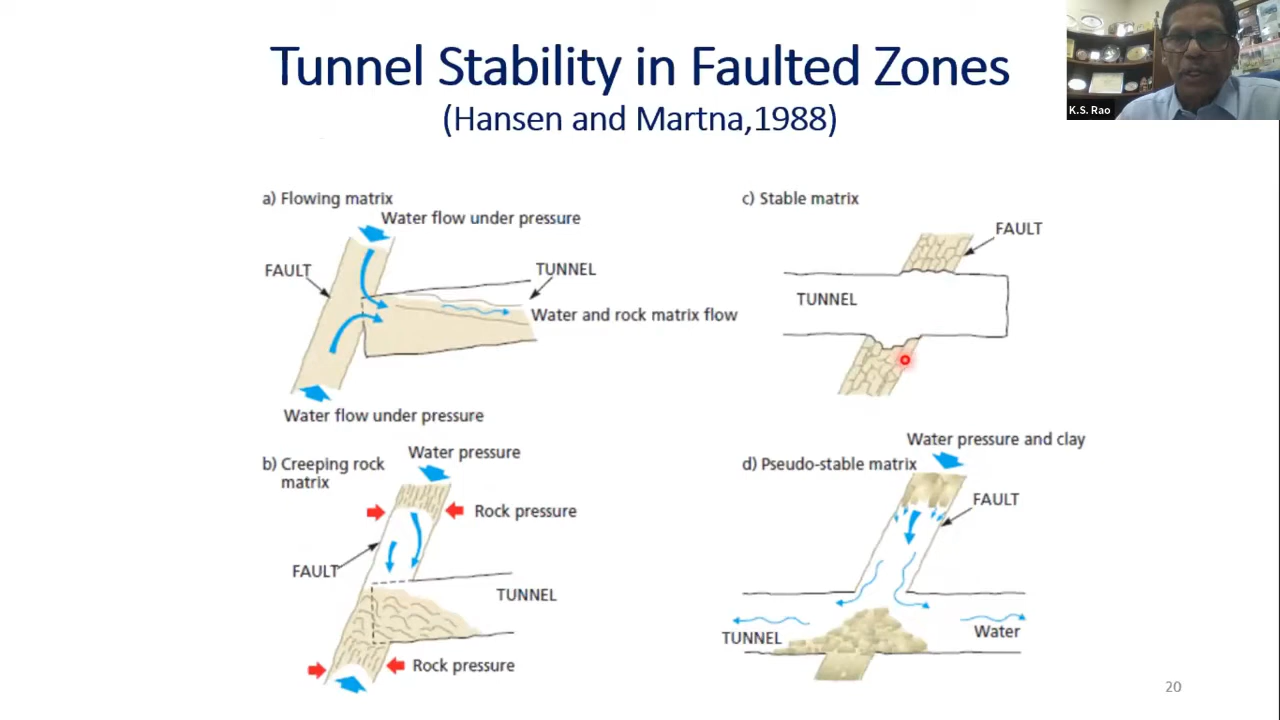 Tunnel Stability in Faulted Zones
(Hansen and Martna,1988)
K.S. Rao
a) Flowing matrix
Water flow under pressure
FAULT
TUNNEL
Water and rock matrix flow
Water flow under pressure
b) Creeping rock
matrix
Water pressure
Rock pressure
FAULT
TUNNEL
Rock pressure
c) Stable matrix
FAULT
TUNNEL
Water pressure and clay
d) Pseudo-stable matrix
FAULT
TUNNEL
Water
20